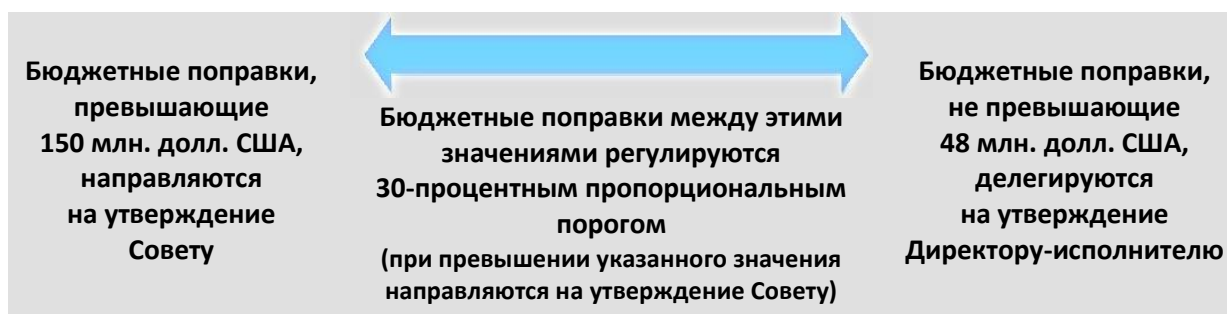 Бюджетные поправки,
превышающие
150 млн. долл. США,
направляются
на утверждение
Совету
Бюджетные поправки между этими
значениями регулируются
30-процентным пропорциональным
порогом
(при превышении указанного значения
направляются на утверждение Совету)
Бюджетные поправки,
не превышающие
48 млн. долл. США,
делегируются
на утверждение
Директору-исполнителю